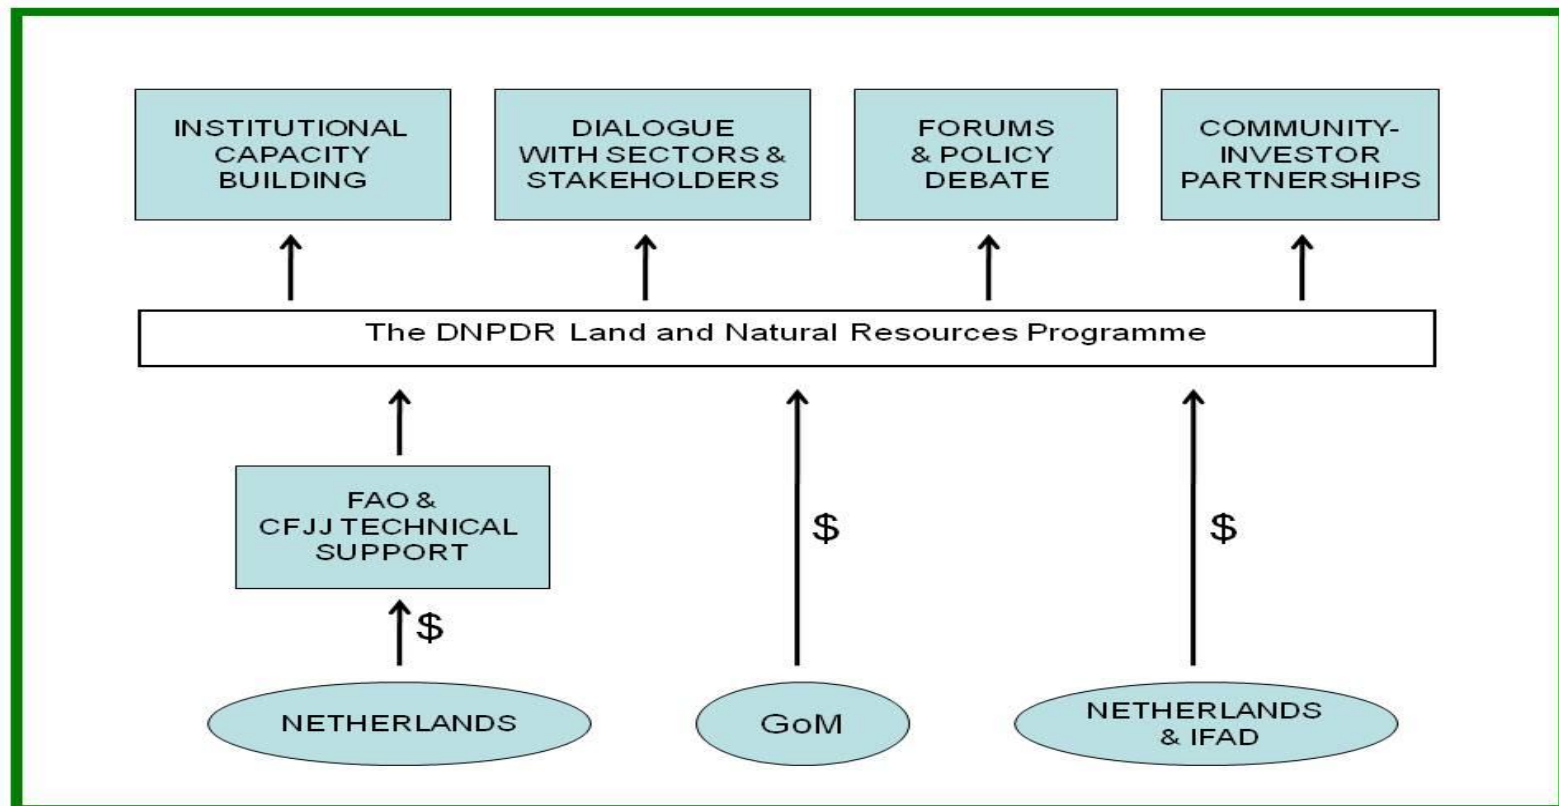 INSTITUTIONAL
CAPACITY
BUILDING
DIALOGUE
WITH SECTORS &
STAKEHOLDERS
FORUMS
& POLICY
DEBATE
COMMUNITY-
INVESTOR
PARTNERSHIPS
The DNPDR Land and Natural Resources Programme
FAO &
CFJJ TECHNICAL
SUPPORT
$
$
$
NETHERLANDS
GoM
NETHERLANDS
& IFAD